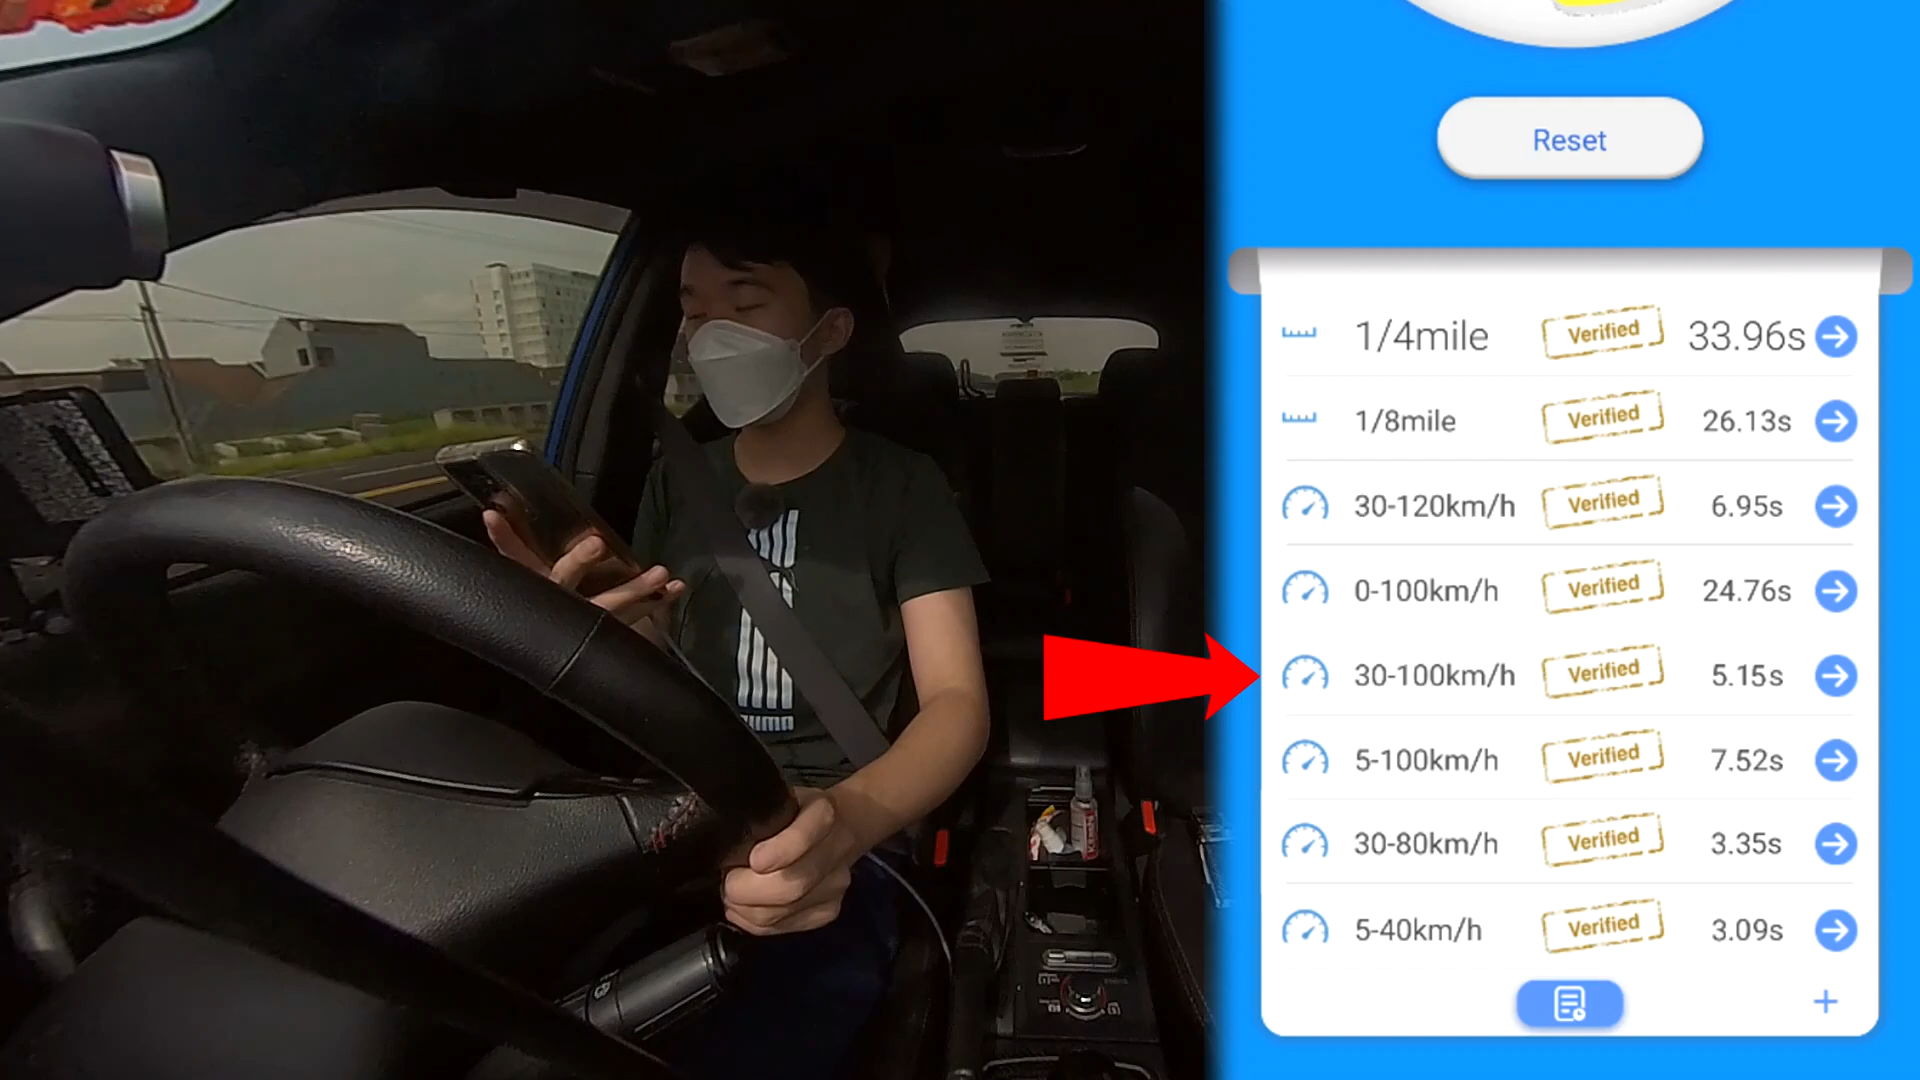 Reset
1/4mile Verified 33.96s
1/8mile Verified 26.13s
30-120km/h Verified 6.95s
0-100km/h Verified 24.76s
30-100km/h Verified 5.15s
5-100km/h Verified 7.52s
30-80km/h Verified 3.35s
5-40km/h Verified 3.09s
PUMA